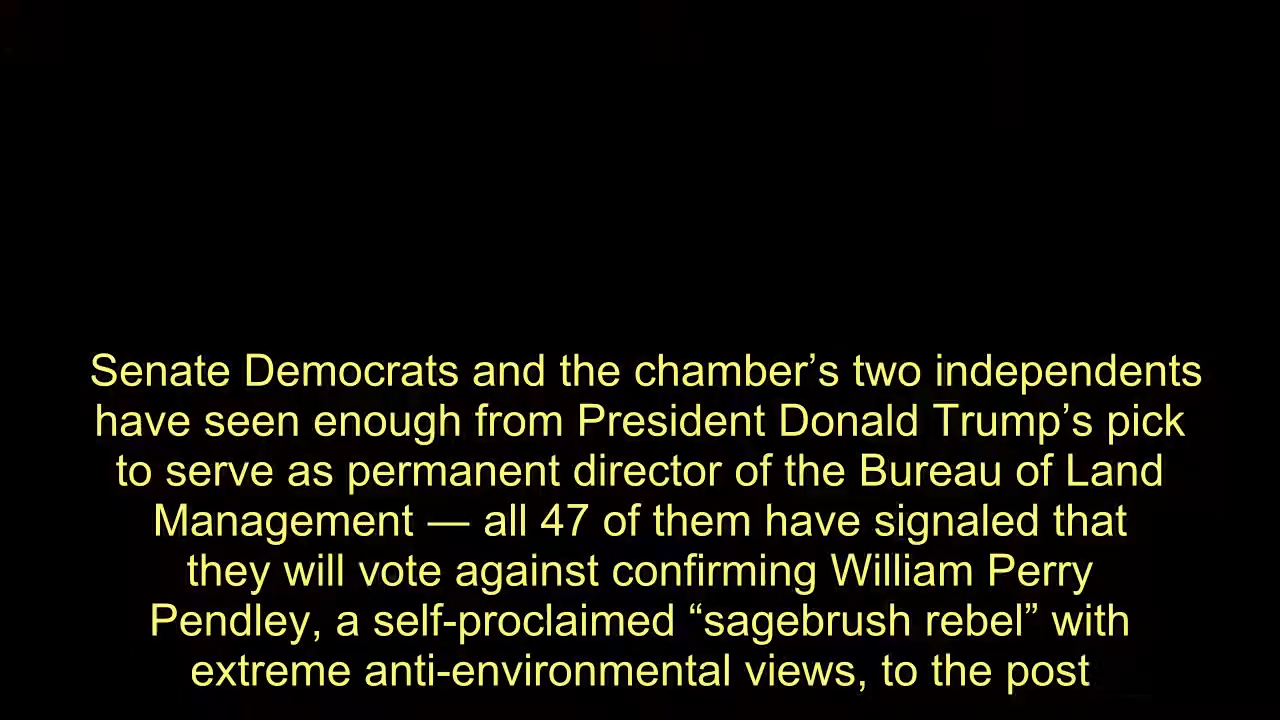 Senate Democrats and the chamber’s two independents
have seen enough from President Donald Trump’s pick
to serve as permanent director of the Bureau of Land
Management — all 47 of them have signaled that
they will vote against confirming William Perry
Pendley, a self-proclaimed “sagebrush rebel” with
extreme anti-environmental views, to the post